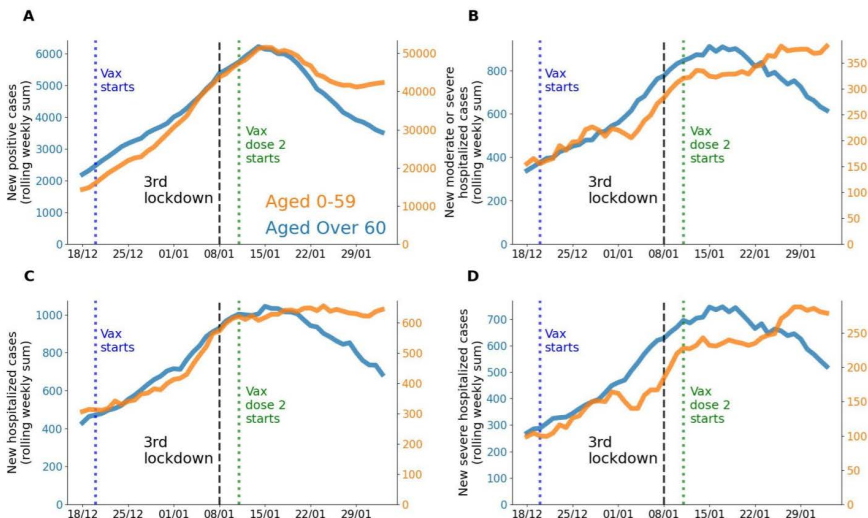 A
New positive cases
(rolling weekly sum)
6000
5000
4000
3000
2000
1000
0
Vax
starts
3rd
lockdown
Vax
dose 2
starts
Aged 0-59
Aged Over 60
50000
40000
30000
20000
10000
0
18/12 25/12 01/01 08/01 15/01 22/01 29/01
B
New moderate or severe
hospitalized cases
(rolling weekly sum)
800
600
400
200
0
Vax
starts
3rd
lockdown
Vax
dose 2
starts
350
300
250
200
150
100
50
0
18/12 25/12 01/01 08/01 15/01 22/01 29/01
C
New hospitalized cases
(rolling weekly sum)
1000
800
600
400
200
0
Vax
starts
3rd
lockdown
Vax
dose 2
starts
600
500
400
300
200
100
0
18/12 25/12 01/01 08/01 15/01 22/01 29/01
D
New severe hospitalized cases
(rolling weekly sum)
700
600
500
400
300
200
100
0
Vax
starts
3rd
lockdown
Vax
dose 2
starts
250
200
150
100
50
0
18/12 25/12 01/01 08/01 15/01 22/01 29/01